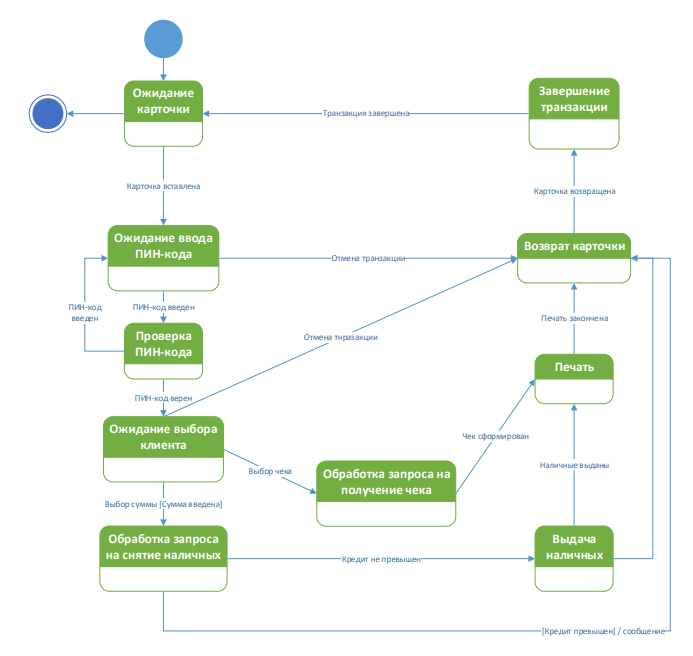 Ожидание
карточки
Завершение
транзакции
Транзакция завершена
Карточка вставлена
Карточка возвращена
Ожидание ввода
ПИН-кода
Отмена транзакции
Возврат карточки
ПИН-код
введен
ПИН-код введен
Печать закончена
Проверка
ПИН-кода
Отмена тнразакции
Печать
ПИН-код верен
Ожидание выбора
клиента
Чек сформирован
Выбор чека
Обработка запроса на
получение чека
Наличные выданы
Выбор суммы [Сумма введена]
Обработка запроса
на снятие наличных
Кредит не превышен
Выдача
наличных
[Кредит превышен] / сообщение